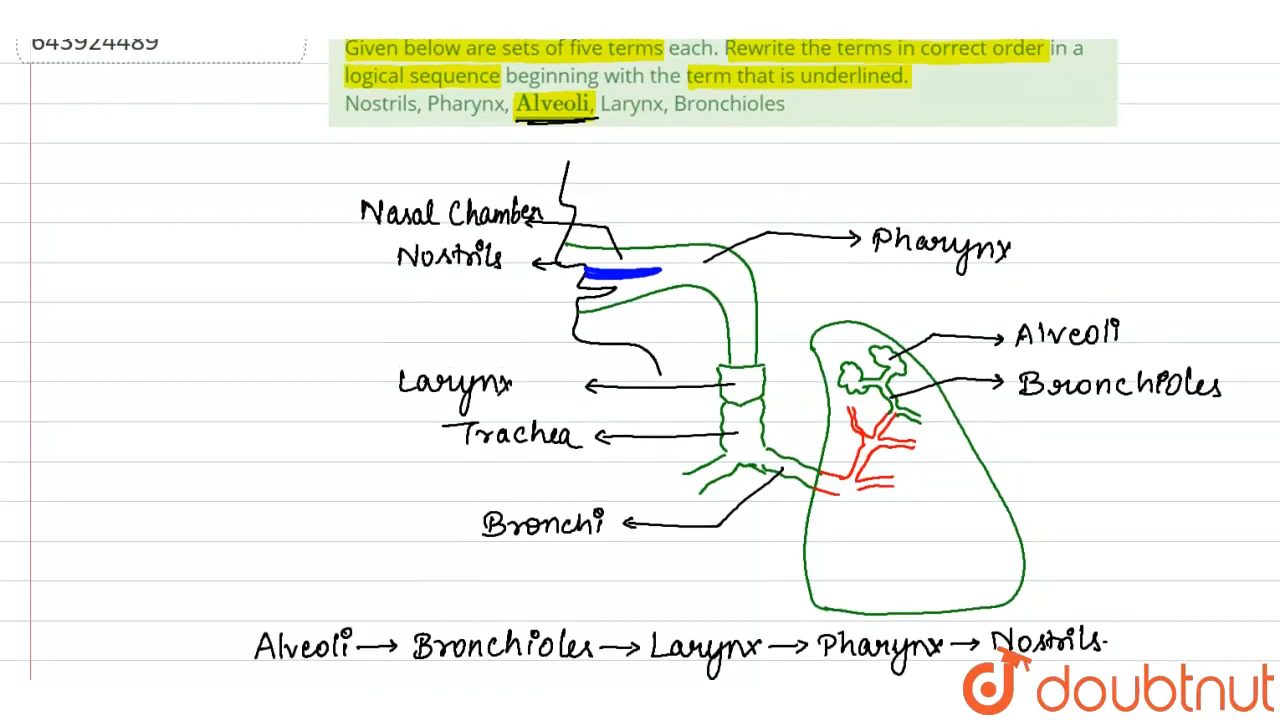 643924489
Given below are sets of five terms each. Rewrite the terms in correct order in a
logical sequence beginning with the term that is underlined.
Nostrils, Pharynx, Alveoli, Larynx, Bronchioles
Nasal Chamber
Nostrils
Pharynx
Alveoli
Bronchioles
Larynx
Trachea
Bronchi
Alveoli → Bronchioles → Larynx → Pharynx → Nostrils.
doubtnut